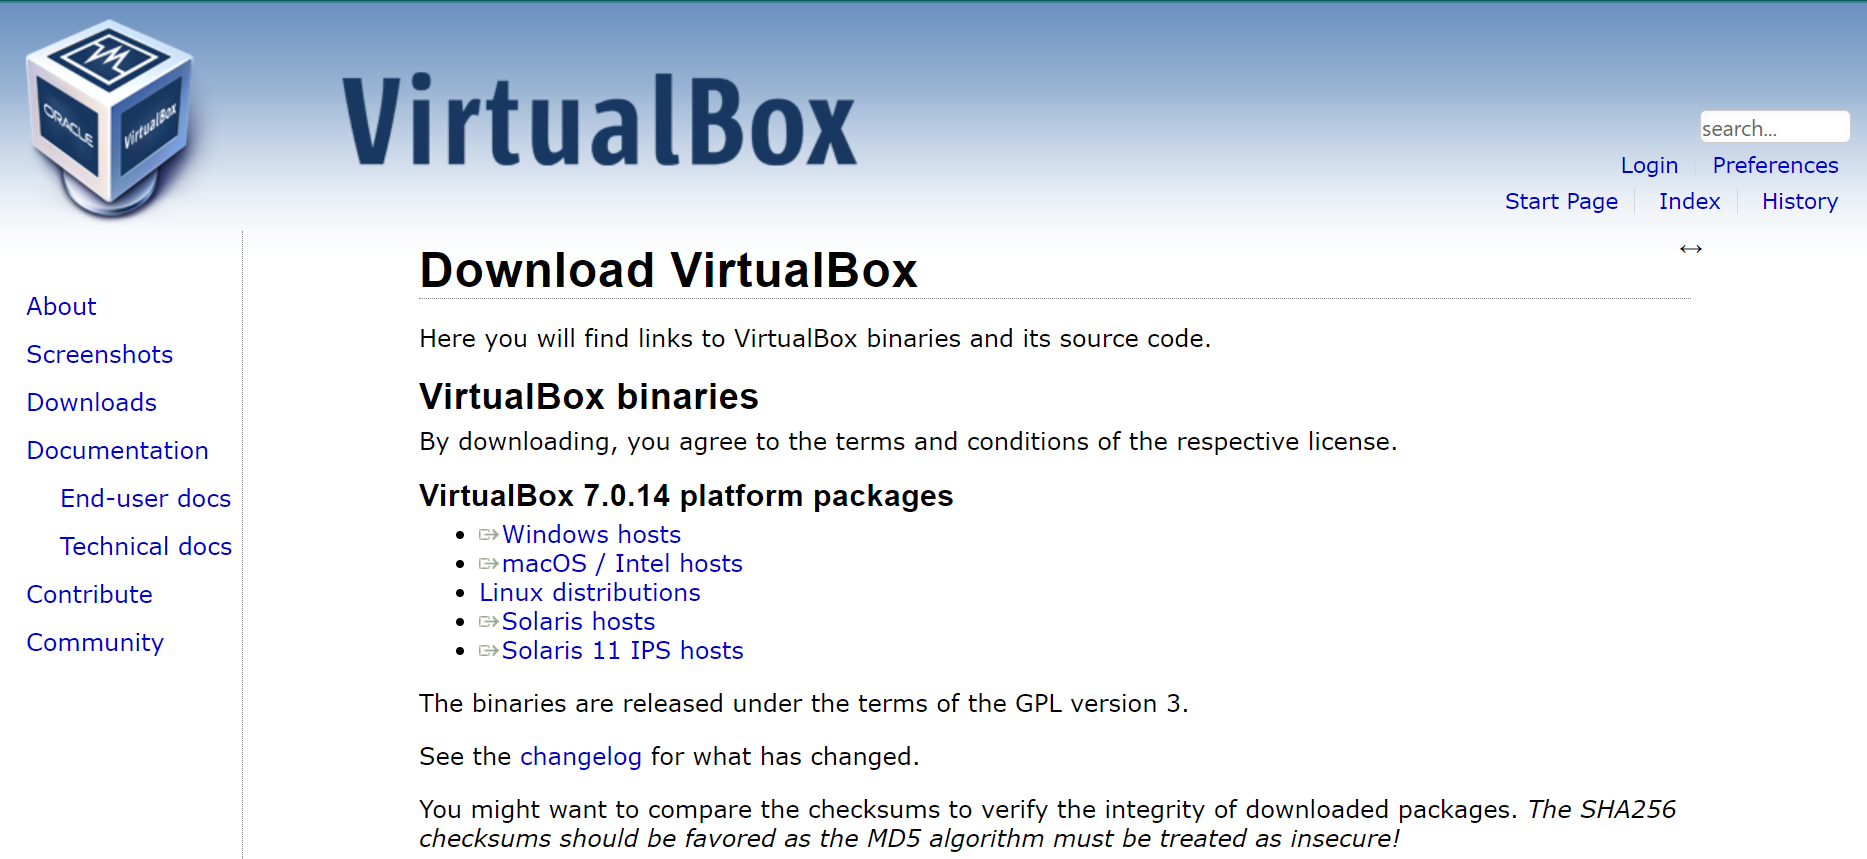 ORACLE
VirtualBox
VirtualBox
search...
Login
Preferences
Start Page
Index
History
About
Screenshots
Downloads
Documentation
End-user docs
Technical docs
Contribute
Community
Download VirtualBox
Here you will find links to VirtualBox binaries and its source code.
VirtualBox binaries
By downloading, you agree to the terms and conditions of the respective license.
VirtualBox 7.0.14 platform packages
Windows hosts
macOS / Intel hosts
Linux distributions
Solaris hosts
Solaris 11 IPS hosts
The binaries are released under the terms of the GPL version 3.
See the changelog for what has changed.
You might want to compare the checksums to verify the integrity of downloaded packages. The SHA256
checksums should be favored as the MD5 algorithm must be treated as insecure!